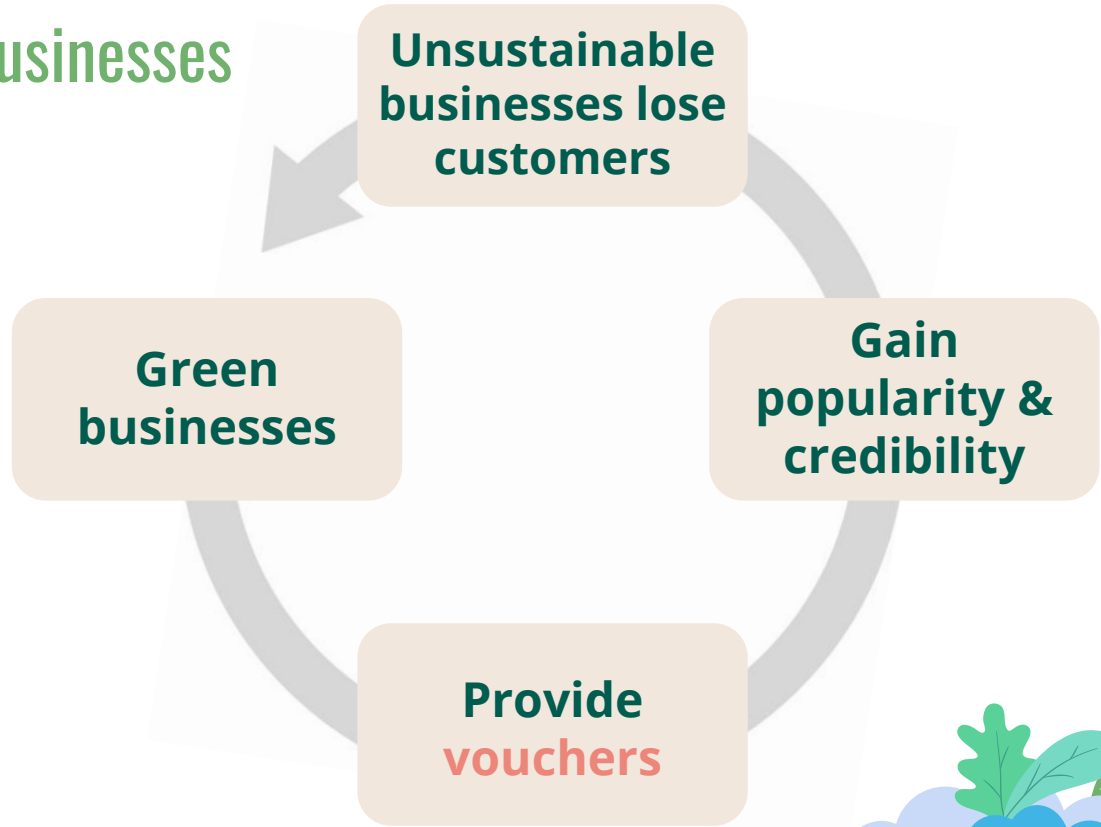 usinesses
Unsustainable
businesses lose
customers
Green
businesses
Gain
popularity &
credibility
Provide
vouchers